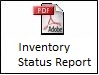 PDF
Adobe
Inventory
Status Report